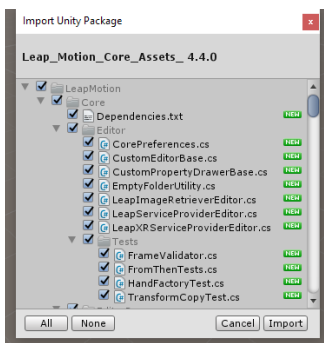 Import Unity Package
x
Leap_Motion_Core_Assets_ 4.4.0
LeapMotion
Core
Dependencies.txt NEW
Editor
CorePreferences.cs NEW
CustomEditorBase.cs NEW
CustomPropertyDrawerBase.cs NEW
EmptyFolderUtility.cs NEW
LeapImageRetrieverEditor.cs NEW
LeapServiceProviderEditor.cs NEW
LeapXRServiceProviderEditor.cs NEW
Tests
FrameValidator.cs NEW
FromThenTests.cs NEW
HandFactoryTest.cs NEW
TransformCopyTest.cs NEW
All None Cancel Import